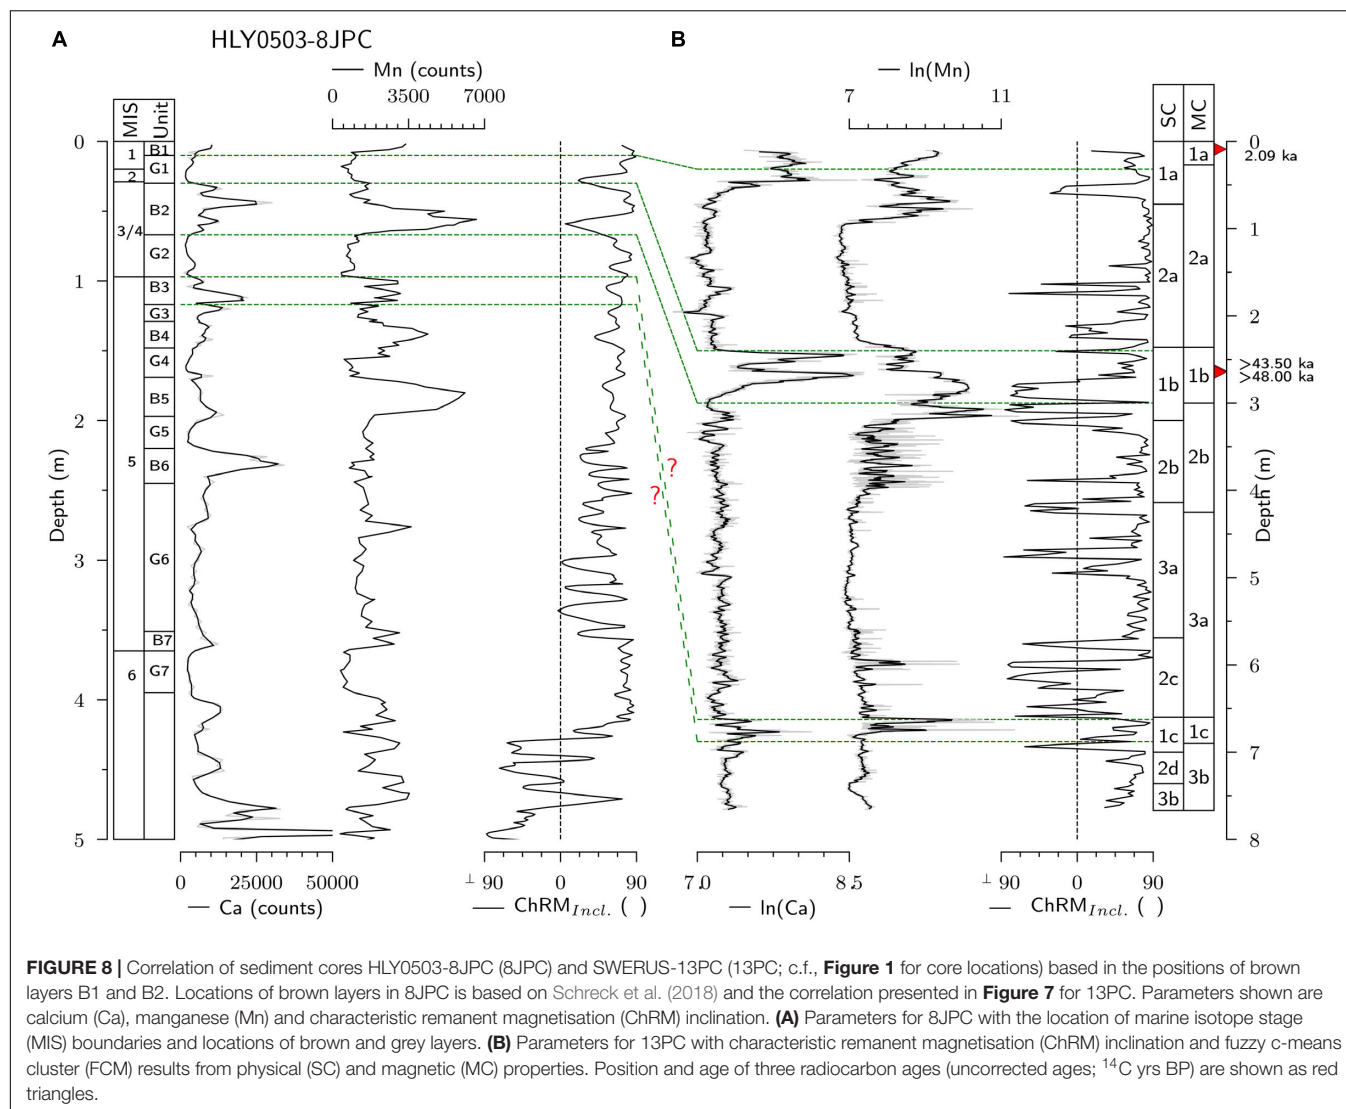 A
HLY0503-8JPC
B
Mn (counts)
ln(Mn)
0 3500 7000
7 11
MIS
Unit
SC
MC
0
1
2
3
4
5
Depth (m)
1
2
3/4
5
6
B1
G1
B2
G2
B3
G3
B4
G4
B5
G5
B6
G6
B7
G7
?
?
1a
2a
1b
2b
3a
2c
1c
2d
3b
1a
2a
1b
2b
3a
1c
3b
0
2.09 ka
1
2
>43.50 ka
>48.00 ka
3
4
5
6
7
8
Depth (m)
0 25000 50000
Ca (counts)
⊥ 90 0 90
ChRM Incl. ( )
7.0 8.5
ln(Ca)
⊥ 90 0 90
ChRM Incl. ( )
FIGURE 8 | Correlation of sediment cores HLY0503-8JPC (8JPC) and SWERUS-13PC (13PC; c.f., Figure 1 for core locations) based in the positions of brown
layers B1 and B2. Locations of brown layers in 8JPC is based on Schreck et al. (2018) and the correlation presented in Figure 7 for 13PC. Parameters shown are
calcium (Ca), manganese (Mn) and characteristic remanent magnetisation (ChRM) inclination. (A) Parameters for 8JPC with the location of marine isotope stage
(MIS) boundaries and locations of brown and grey layers. (B) Parameters for 13PC with characteristic remanent magnetisation (ChRM) inclination and fuzzy c-means
cluster (FCM) results from physical (SC) and magnetic (MC) properties. Position and age of three radiocarbon ages (uncorrected ages; ¹⁴C yrs BP) are shown as red
triangles.